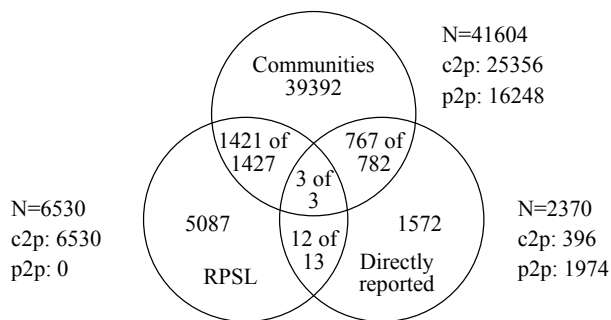 Communities
39392
N=41604
c2p: 25356
p2p: 16248
1421 of
1427
767 of
782
3 of
3
N=6530
c2p: 6530
p2p: 0
5087
RPSL
12 of
13
1572
Directly
reported
N=2370
c2p: 396
p2p: 1974